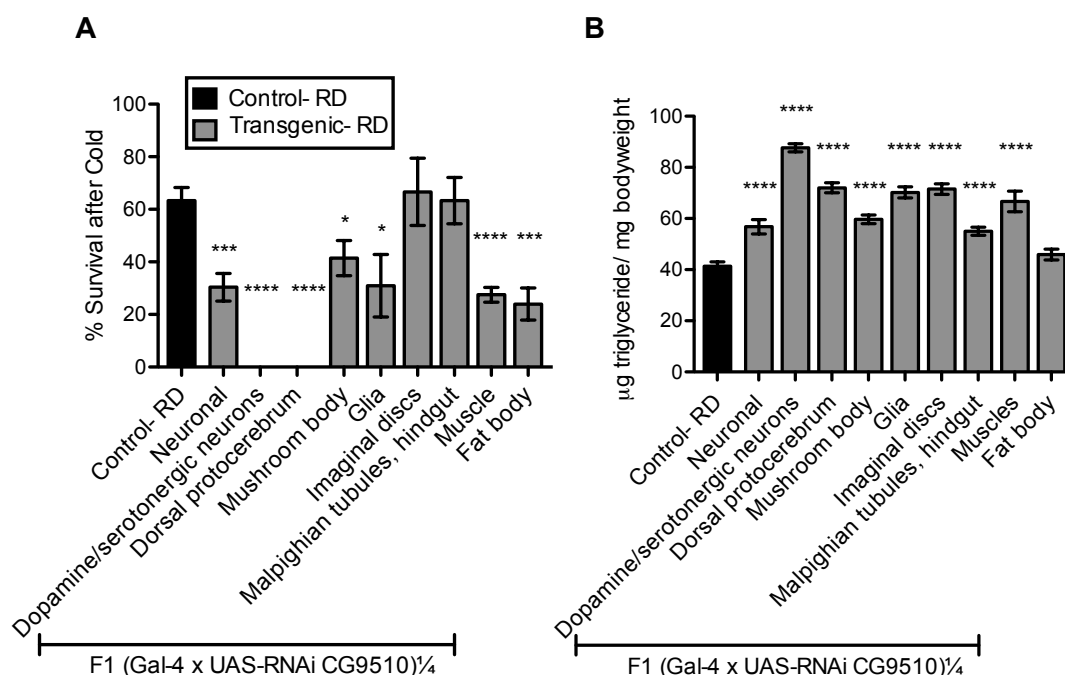 A
Control- RD
Transgenic- RD
% Survival after Cold
100
80
60
40
20
0
***
****
****
*
*
****
***
Control- RD
Neuronal
Dopamine/serotonergic neurons
Dorsal protocerebrum
Mushroom body
Glia
Imaginal discs
Malpighian tubules, hindgut
Muscle
Fat body
F1 (Gal-4 x UAS-RNAi CG9510)¼
B
µg triglyceride/ mg bodyweight
100
80
60
40
20
0
****
****
****
****
****
****
****
****
Control- RD
Neuronal
Dopamine/serotonergic neurons
Dorsal protocerebrum
Mushroom body
Glia
Imaginal discs
Malpighian tubules, hindgut
Muscles
Fat body
F1 (Gal-4 x UAS-RNAi CG9510)¼